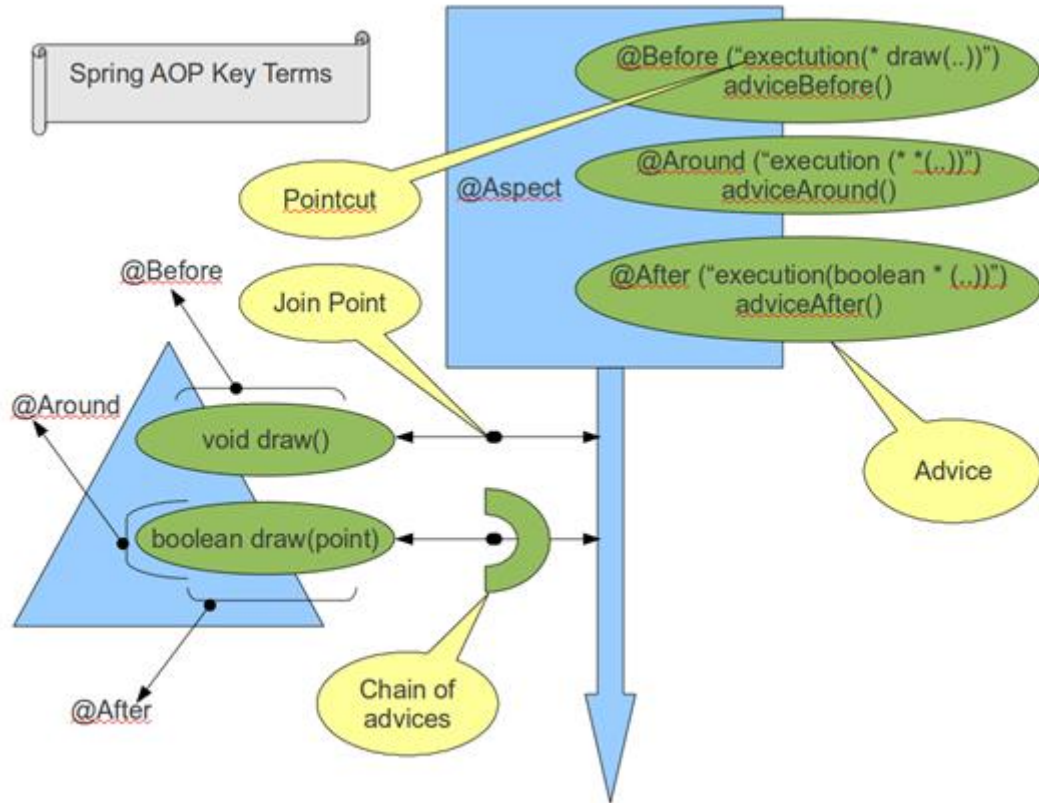 Spring AOP Key Terms
@Before (“exectution(* draw(..))”)
adviceBefore()
@Around (“execution (* *(..))”)
adviceAround()
@Aspect
Pointcut
@After (“execution(boolean * (..))”)
adviceAfter()
@Before
Join Point
@Around
void draw()
Advice
boolean draw(point)
Chain of
advices
@After